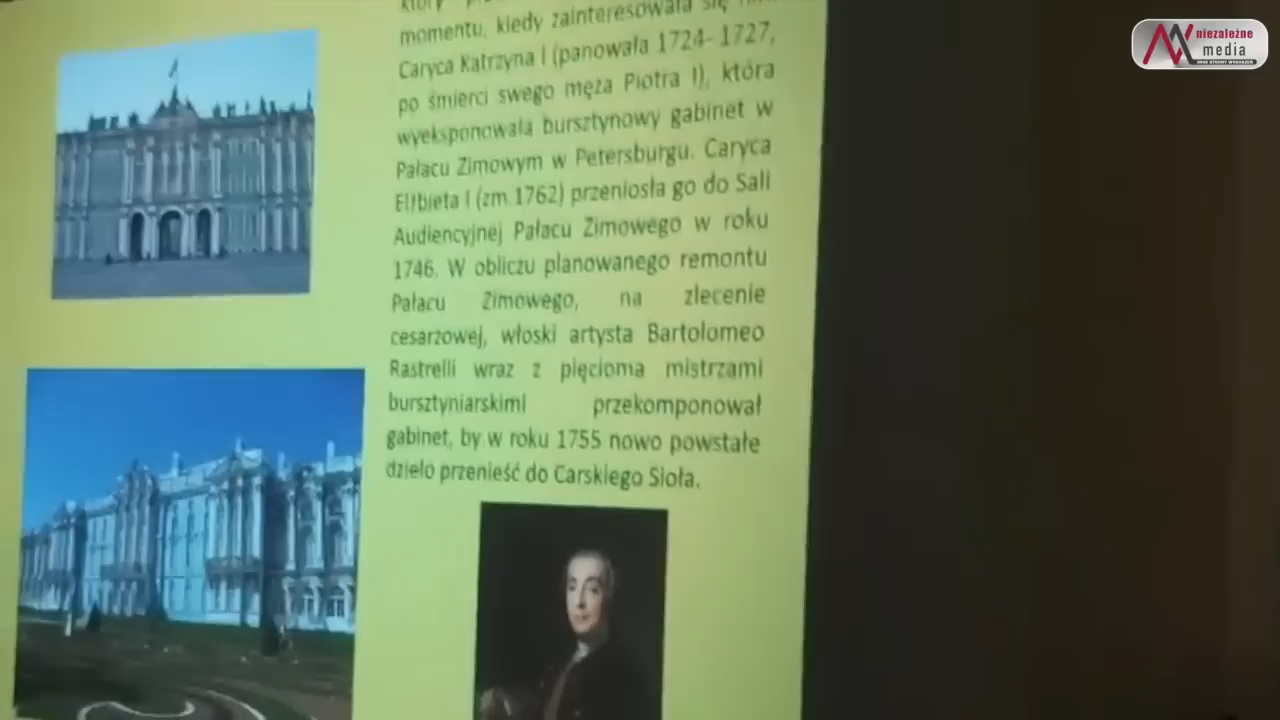 momentu, kiedy zainteresowała się
Caryca Kątrzyna I (panowała 1724- 1727,
po śmierci swego męża Piotra I), która
wyeksponowała bursztynowy gabinet w
Pałacu Zimowym w Petersburgu. Caryca
Elżbieta I (zm 1762) przeniosła go do Sali
Audiencyjnej Pałacu Zimowego w roku
1746. W obliczu planowanego remontu
Pałacu Zimowego, na zlecenie
cesarzowej, włoski artysta Bartolomeo
Rastrelli wraz z pięcioma mistrzami
bursztyniarskimi przekomponował
gabinet, by w roku 1755 nowo powstałe
dzieło przenieść do Carskiego Sioła.
niezależne
media